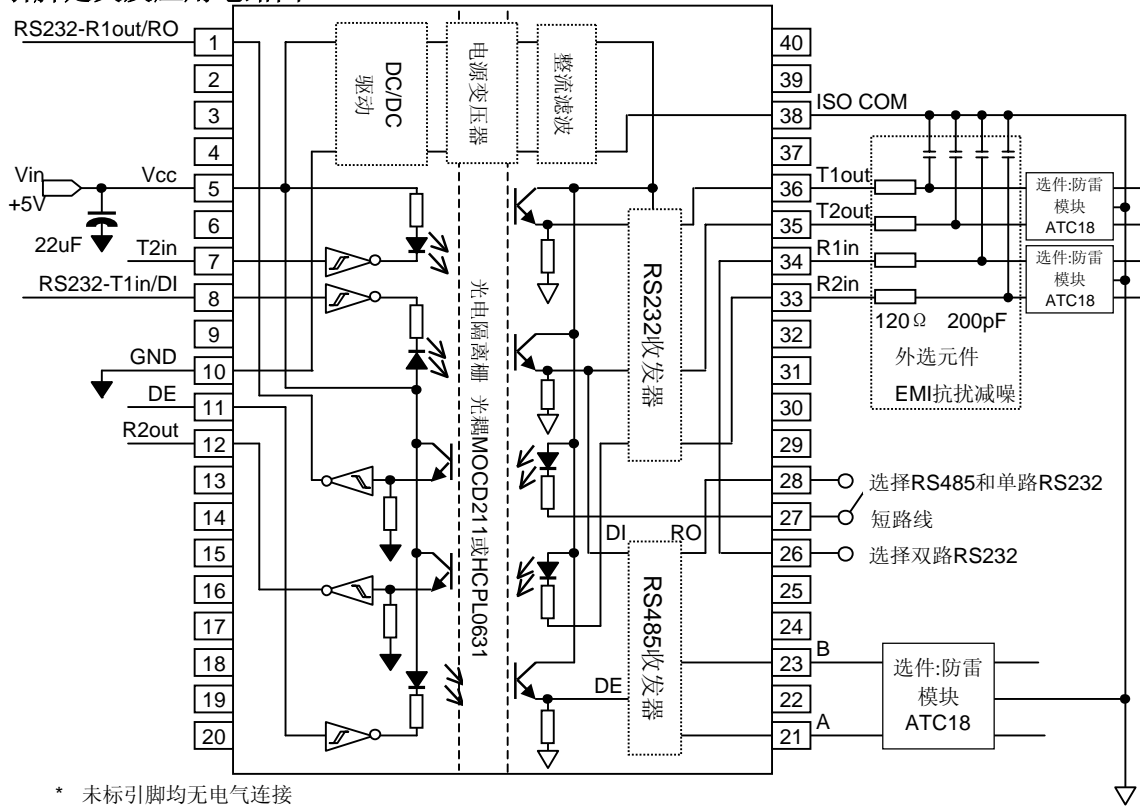 RS232-R1out/RO
Vin
+5V
Vcc
22uF
T2in
RS232-T1in/DI
GND
DE
R2out
1
2
3
4
5
6
7
8
9
10
11
12
13
14
15
16
17
18
19
20
DC/DC
驱动
电源变压器
整流滤波
光电隔离栅 光耦MOCD211或HCPL0631
RS232收发器
DI
RO
DE
RS485收发器
40
39
38
37
36
35
34
33
32
31
30
29
28
27
26
25
24
23
22
21
ISO COM
T1out
T2out
R1in
R2in
120Ω 200pF
外选元件
EMI抗扰减噪
选件:防雷
模块
ATC18
选件:防雷
模块
ATC18
选择RS485和单路RS232
短路线
选择双路RS232
B
A
选件:防雷
模块
ATC18
* 未标引脚均无电气连接